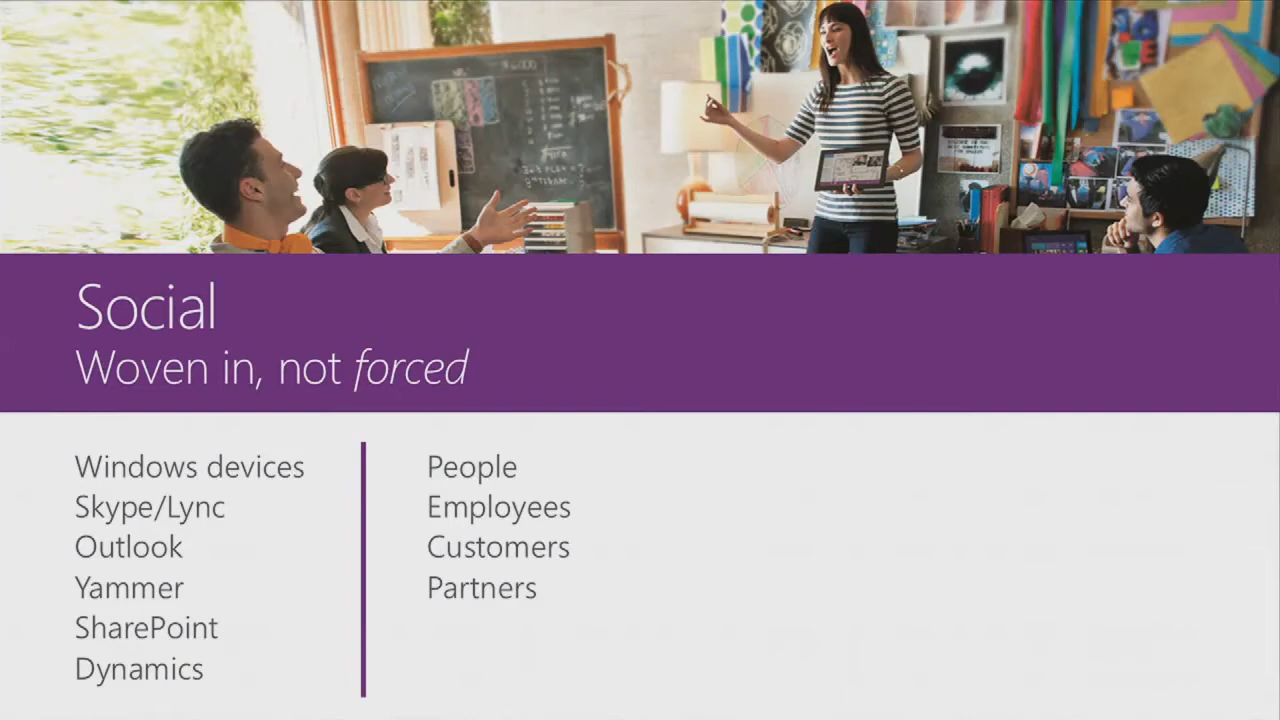 Social
Woven in, not forced
Windows devices
Skype/Lync
Outlook
Yammer
SharePoint
Dynamics
People
Employees
Customers
Partners